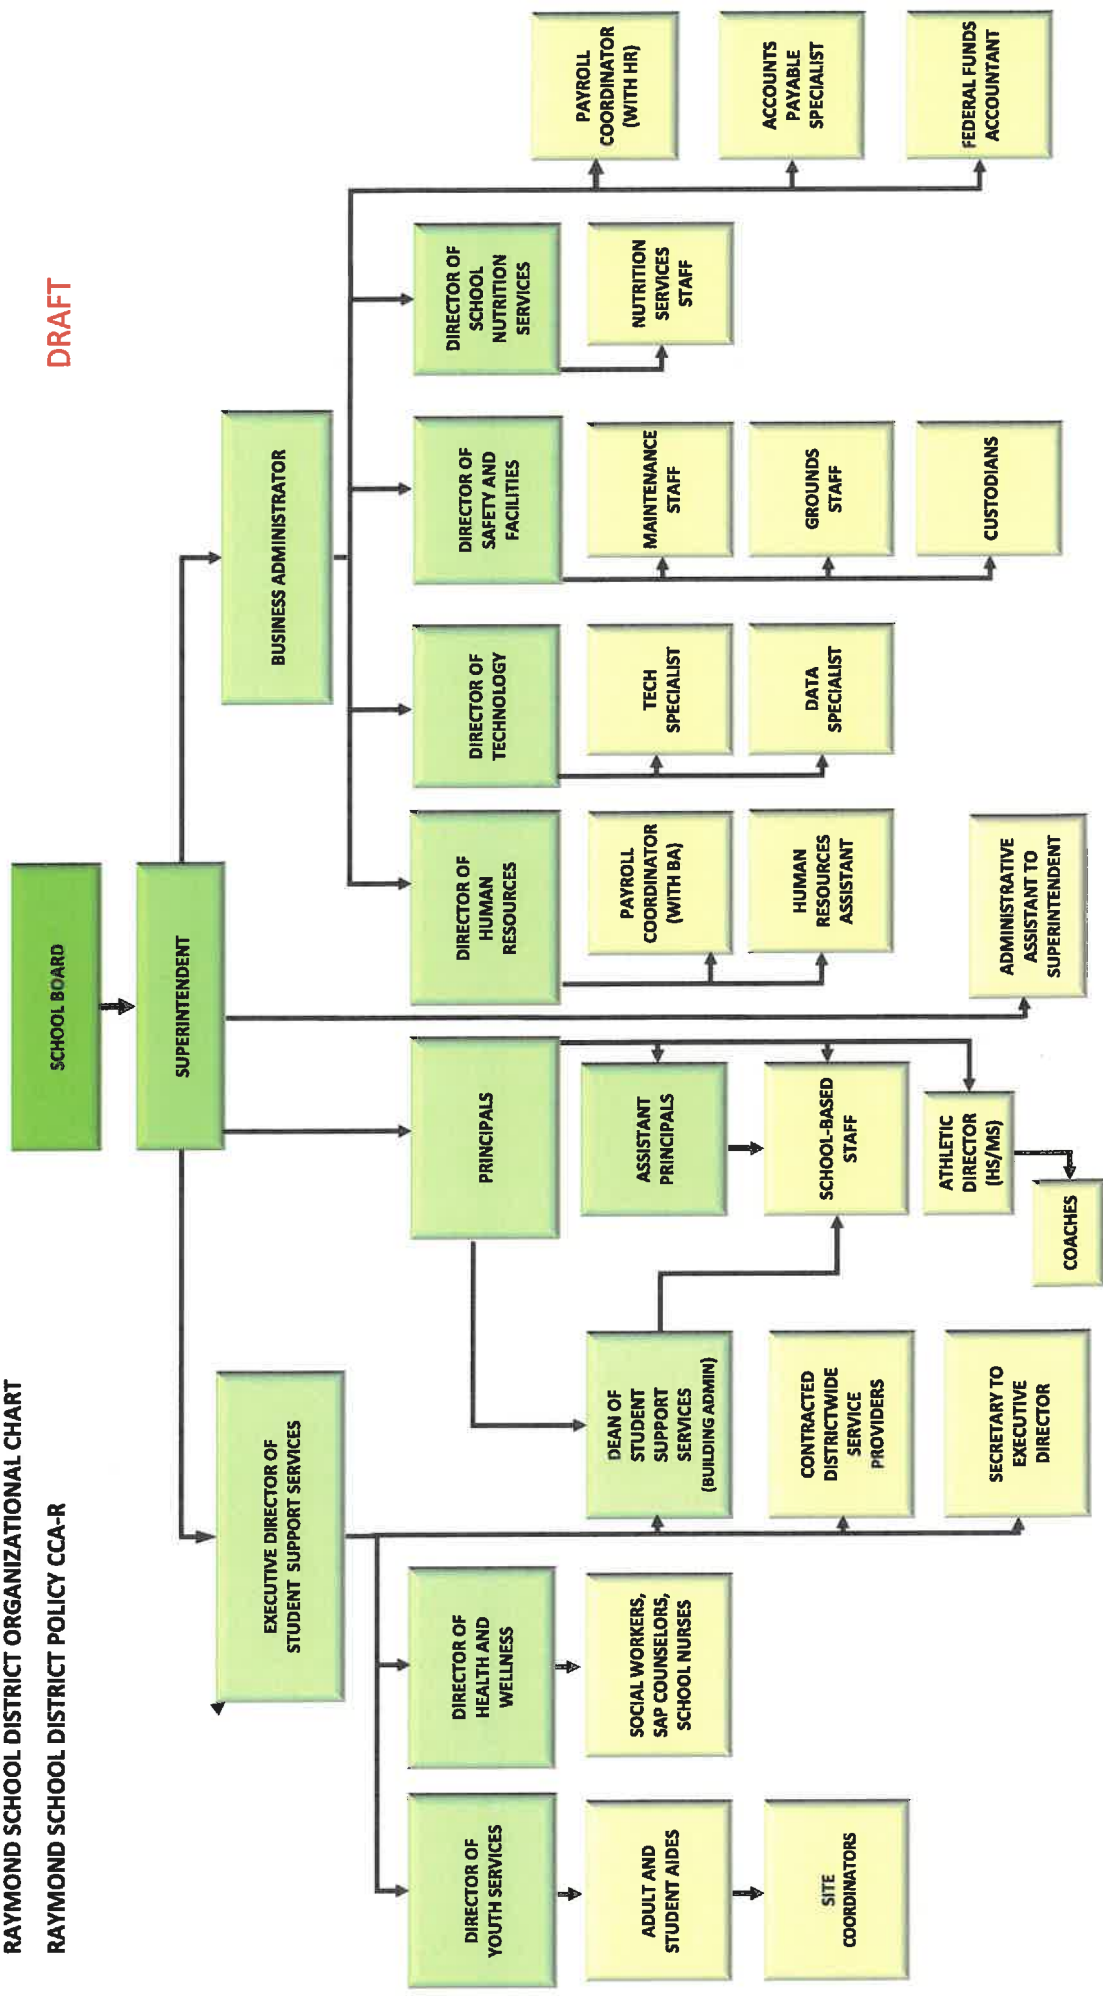 RAYMOND SCHOOL DISTRICT ORGANIZATIONAL CHART
RAYMOND SCHOOL DISTRICT POLICY CCA-R
DRAFT
SCHOOL BOARD
SUPERINTENDENT
EXECUTIVE DIRECTOR OF
STUDENT SUPPORT SERVICES
BUSINESS ADMINISTRATOR
DIRECTOR OF
YOUTH SERVICES
DIRECTOR OF
HEALTH AND
WELLNESS
PRINCIPALS
DIRECTOR OF
HUMAN
RESOURCES
DIRECTOR OF
TECHNOLOGY
DIRECTOR OF
SAFETY AND
FACILITIES
DIRECTOR OF
SCHOOL
NUTRITION
SERVICES
PAYROLL
COORDINATOR
(WITH HR)
ADULT AND
STUDENT AIDES
SOCIAL WORKERS,
SAP COUNSELORS,
SCHOOL NURSES
DEAN OF
STUDENT
SUPPORT
SERVICES
(BUILDING ADMIN)
ASSISTANT
PRINCIPALS
PAYROLL
COORDINATOR
(WITH BA)
TECH
SPECIALIST
MAINTENANCE
STAFF
NUTRITION
SERVICES
STAFF
ACCOUNTS
PAYABLE
SPECIALIST
SITE
COORDINATORS
CONTRACTED
DISTRICTWIDE
SERVICE
PROVIDERS
SCHOOL-BASED
STAFF
HUMAN
RESOURCES
ASSISTANT
DATA
SPECIALIST
GROUNDS
STAFF
FEDERAL FUNDS
ACCOUNTANT
SECRETARY TO
EXECUTIVE
DIRECTOR
ATHLETIC
DIRECTOR
(HS/MS)
ADMINISTRATIVE
ASSISTANT TO
SUPERINTENDENT
CUSTODIANS
COACHES